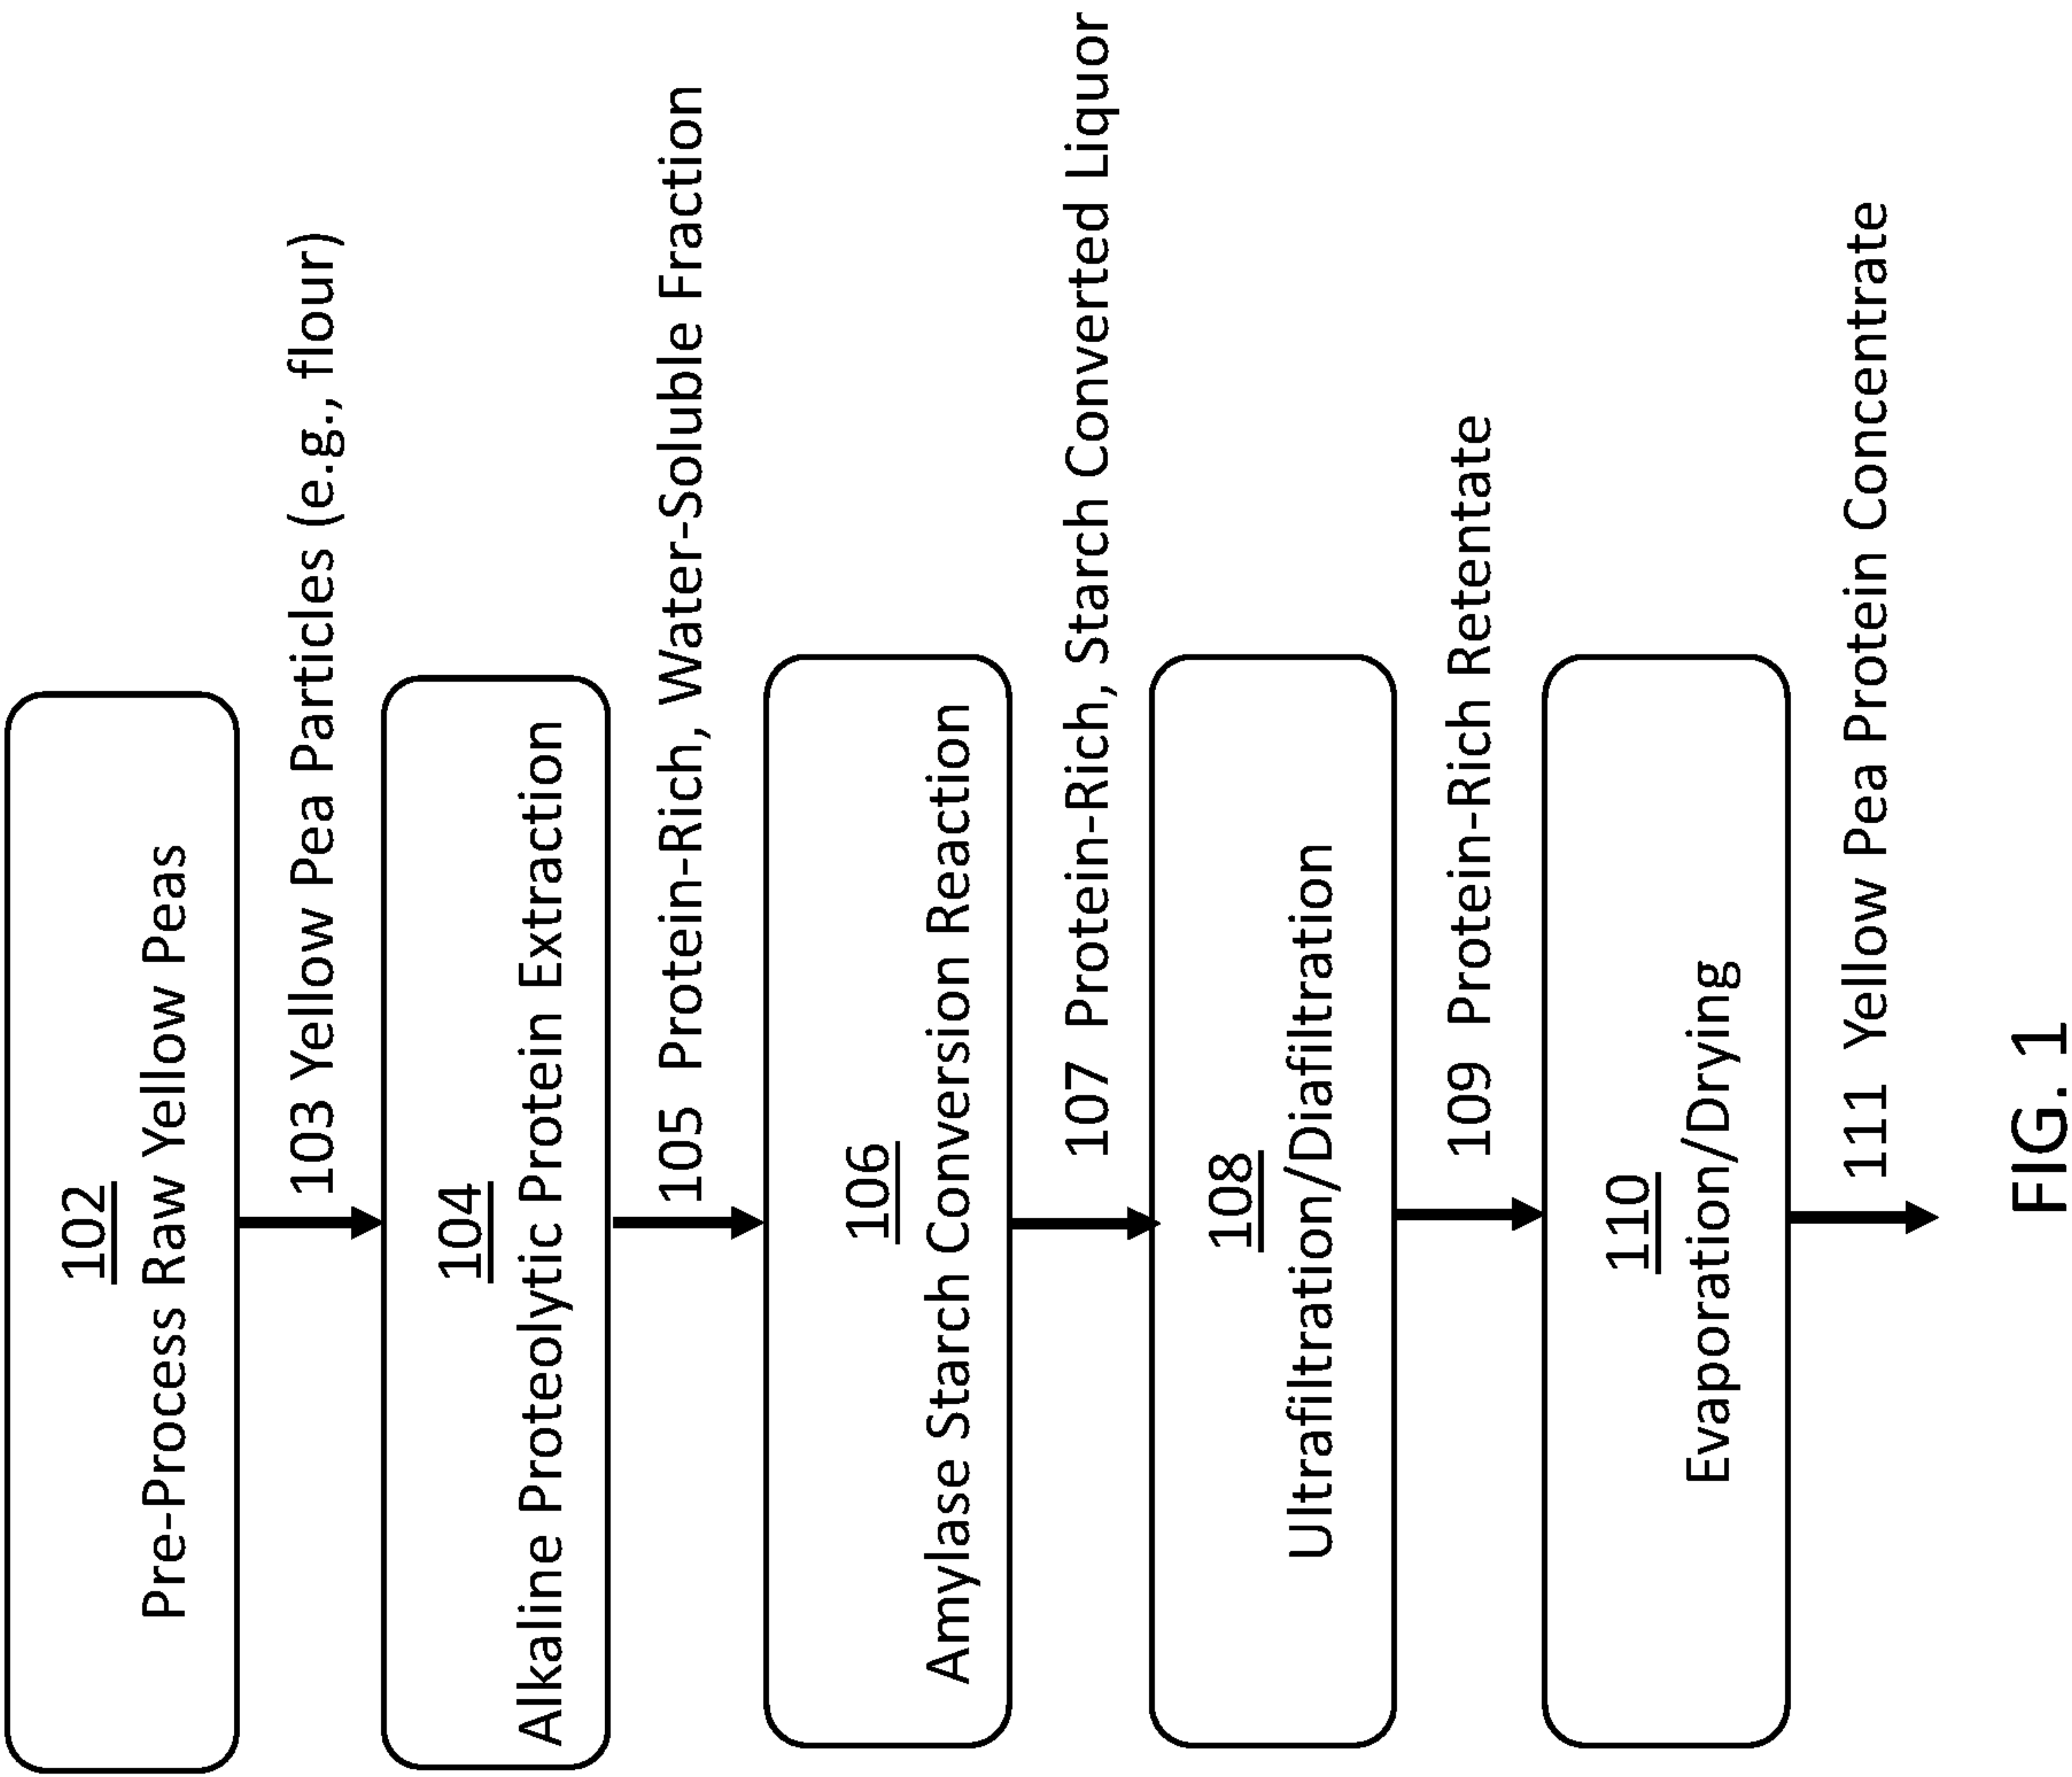 102
Pre-Process Raw Yellow Peas
103 Yellow Pea Particles (e.g., flour)
104
Alkaline Proteolytic Protein Extraction
105 Protein-Rich, Water-Soluble Fraction
106
Amylase Starch Conversion Reaction
107 Protein-Rich, Starch Converted Liquor
108
Ultrafiltration/Diafiltration
109 Protein-Rich Retentate
110
Evaporation/Drying
111 Yellow Pea Protein Concentrate
FIG. 1